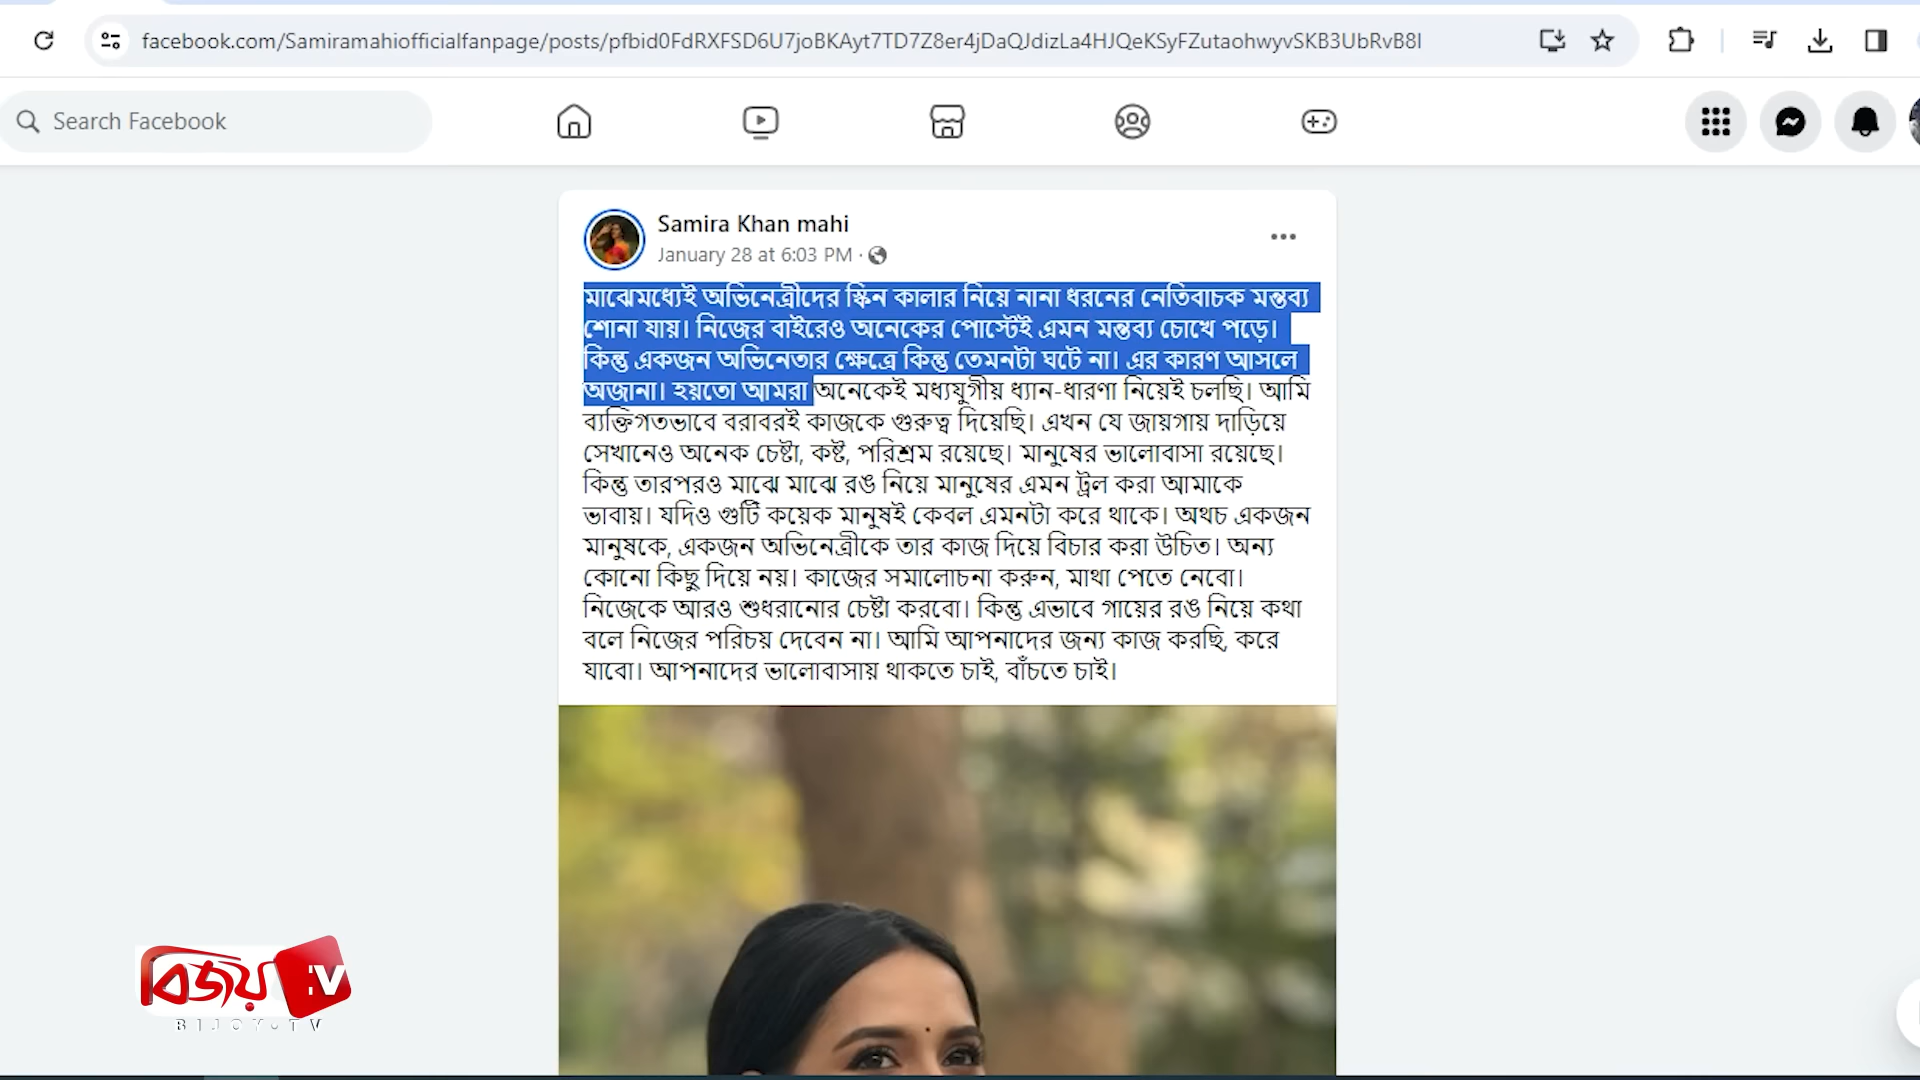 facebook.com/Samiramahiofficialfanpage/posts/pfbid0FdRXFSD6U7joBKAyt7TD7Z8er4jDaQJdizLa4HJQeKSyFZutaohwyvSKB3UbRvB8l
Search Facebook
Samira Khan mahi
January 28 at 6:03 PM ·
মাঝেমধ্যেই অভিনেত্রীদের স্কিন কালার নিয়ে নানা ধরনের নেতিবাচক মন্তব্য
শোনা যায়। নিজের বাইরেও অনেকের পোস্টেই এমন মন্তব্য চোখে পড়ে।
কিন্তু একজন অভিনেতার ক্ষেত্রে কিন্তু তেমনটা ঘটে না। এর কারণ আসলে
অজানা। হয়তো আমরা অনেকেই মধ্যযুগীয় ধ্যান-ধারণা নিয়েই চলছি। আমি
ব্যক্তিগতভাবে বরাবরই কাজকে গুরুত্ব দিয়েছি। এখন যে জায়গায় দাড়িয়ে
সেখানেও অনেক চেষ্টা, কষ্ট, পরিশ্রম রয়েছে। মানুষের ভালোবাসা রয়েছে।
কিন্তু তারপরও মাঝে মাঝে রঙ নিয়ে মানুষের এমন ট্রল করা আমাকে
ভাবায়। যদিও গুটি কয়েক মানুষই কেবল এমনটা করে থাকে। অথচ একজন
মানুষকে, একজন অভিনেত্রীকে তার কাজ দিয়ে বিচার করা উচিত। অন্য
কোনো কিছু দিয়ে নয়। কাজের সমালোচনা করুন, মাথা পেতে নেবো।
নিজেকে আরও শুধরানোর চেষ্টা করবো। কিন্তু এভাবে গায়ের রঙ নিয়ে কথা
বলে নিজের পরিচয় দেবেন না। আমি আপনাদের জন্য কাজ করছি, করে
যাবো। আপনাদের ভালোবাসায় থাকতে চাই, বাঁচতে চাই।
বিজয় TV
BIJOY TV